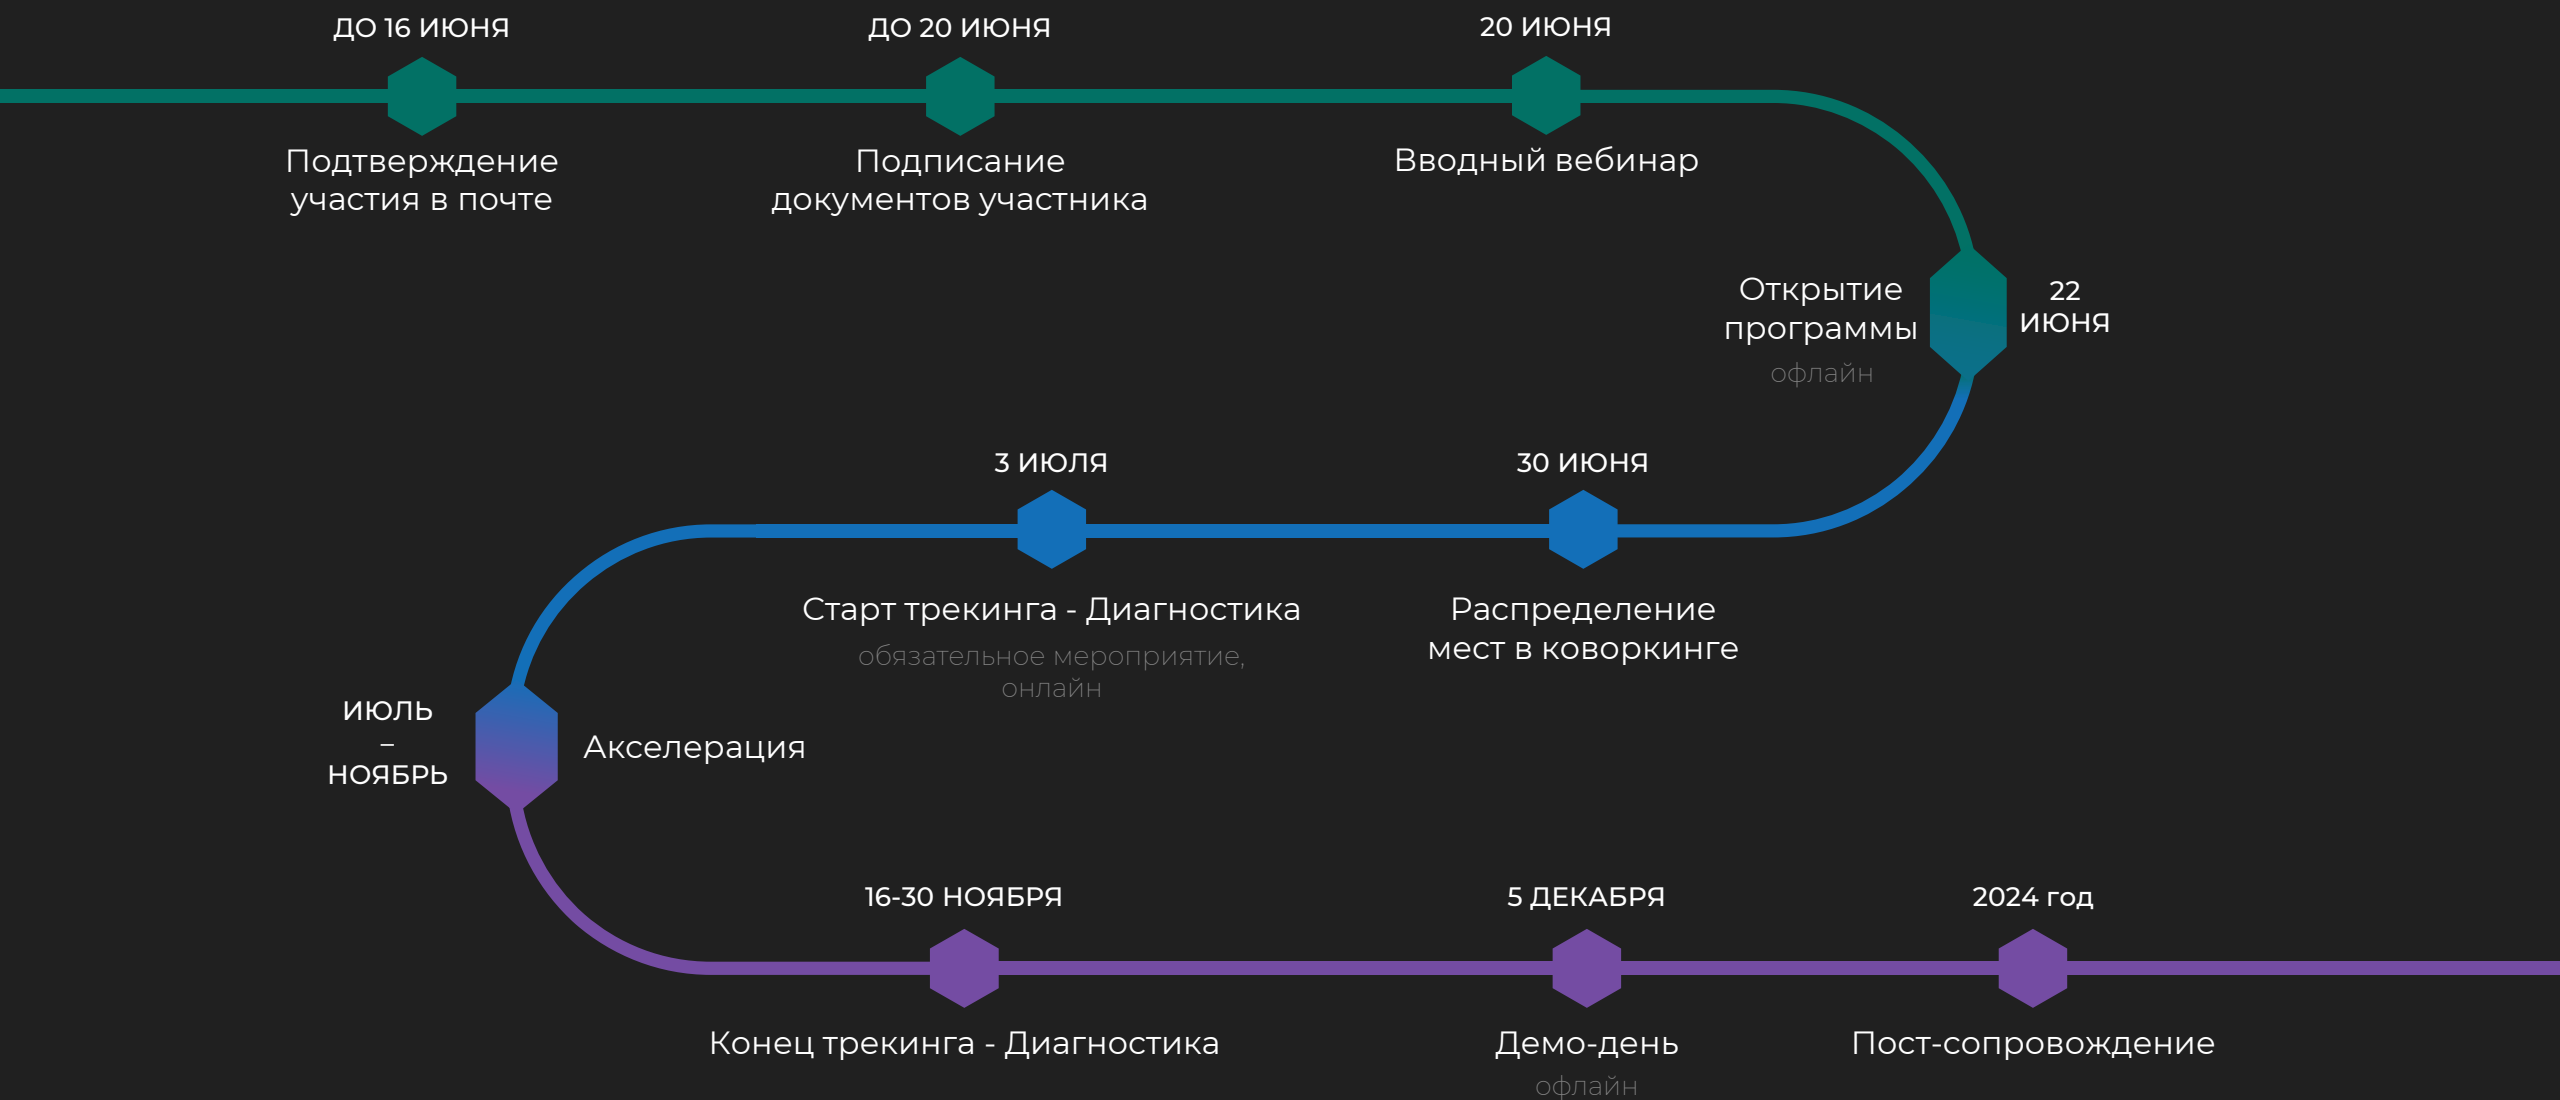 ДО 16 ИЮНЯ
Подтверждение
участия в почте
ДО 20 ИЮНЯ
Подписание
документов участника
20 ИЮНЯ
Вводный вебинар
22
ИЮНЯ
Открытие
программы
офлайн
30 ИЮНЯ
Распределение
мест в коворкинге
3 ИЮЛЯ
Старт трекинга - Диагностика
обязательное мероприятие,
онлайн
ИЮЛЬ
–
НОЯБРЬ
Акселерация
16-30 НОЯБРЯ
Конец трекинга - Диагностика
5 ДЕКАБРЯ
Демо-день
офлайн
2024 год
Пост-сопровождение